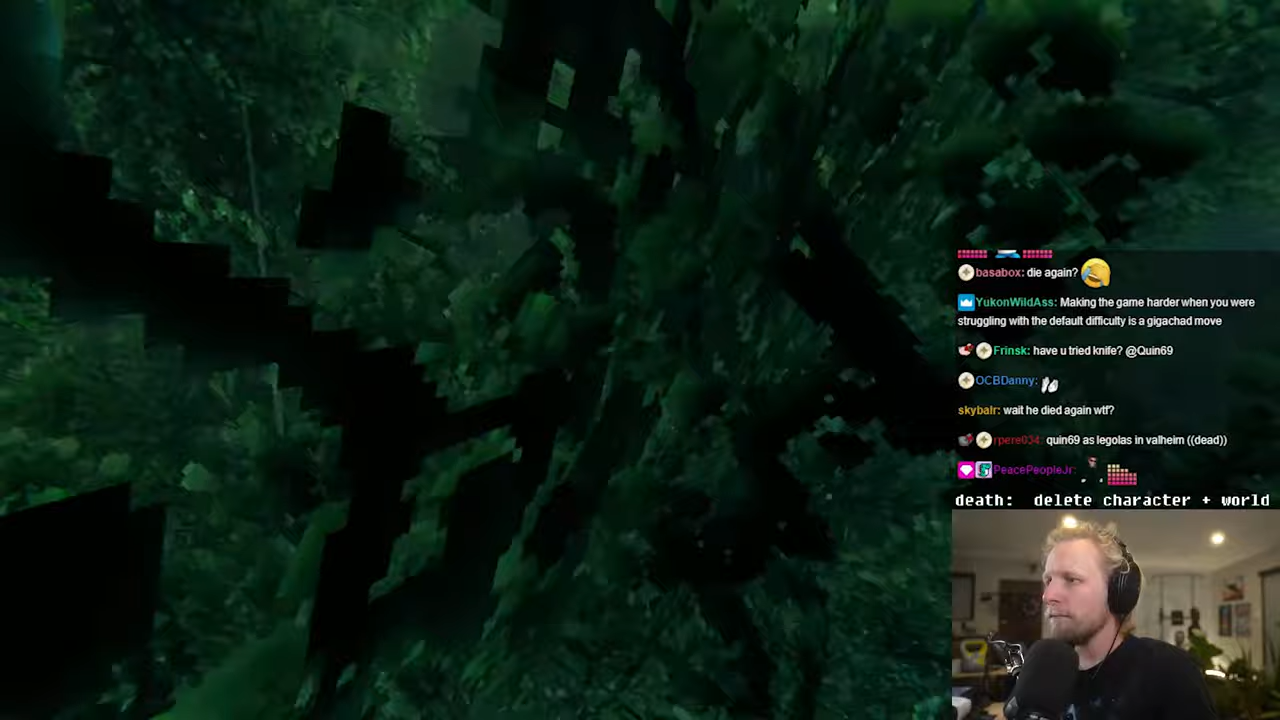 basabox: die again?
YukonWildAss: Making the game harder when you were
struggling with the default difficulty is a gigachad move
Frinsk: have u tried knife? @Quin69
OCBDanny:
skybalr: wait he died again wtf?
rpere034: quin69 as legolas in valheim ((dead))
PeacePeopleJr:
death: delete character + world